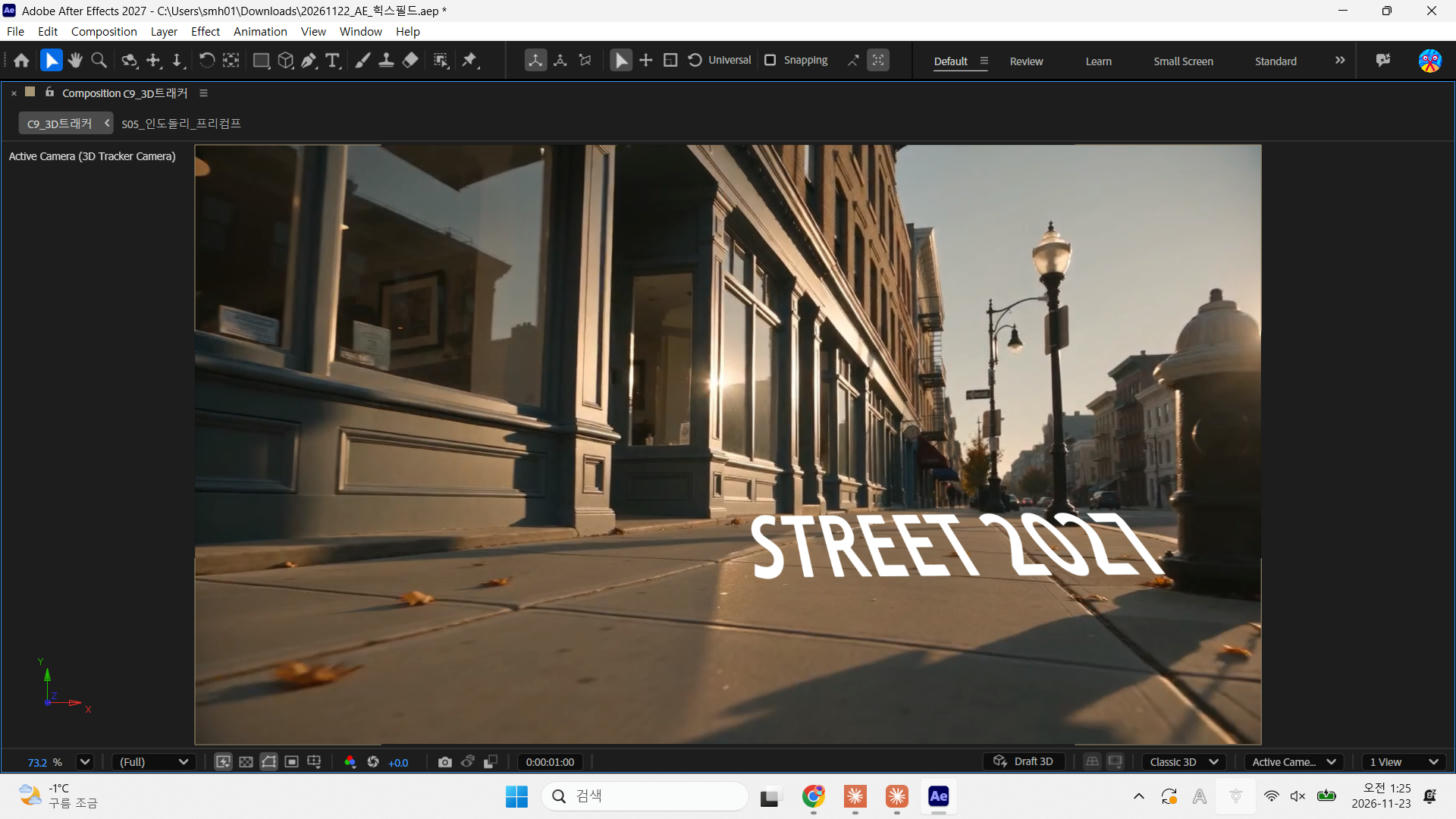 Adobe After Effects 2027 - C:\Users\smh01\Downloads\20261122_AE_힉스필드.aep *
File Edit Composition Layer Effect Animation View Window Help
Universal Snapping Default Review Learn Small Screen Standard
Composition C9_3D트래커
C9_3D트래커 S05_인도돌리_프리컴프
Active Camera (3D Tracker Camera)
STREET 2027
Y
Z
X
73.2 % (Full) +0.0 0:00:01:00 Draft 3D Classic 3D Active Came... 1 View
-1°C
구름 조금
검색
Ae
오전 1:25
2026-11-23